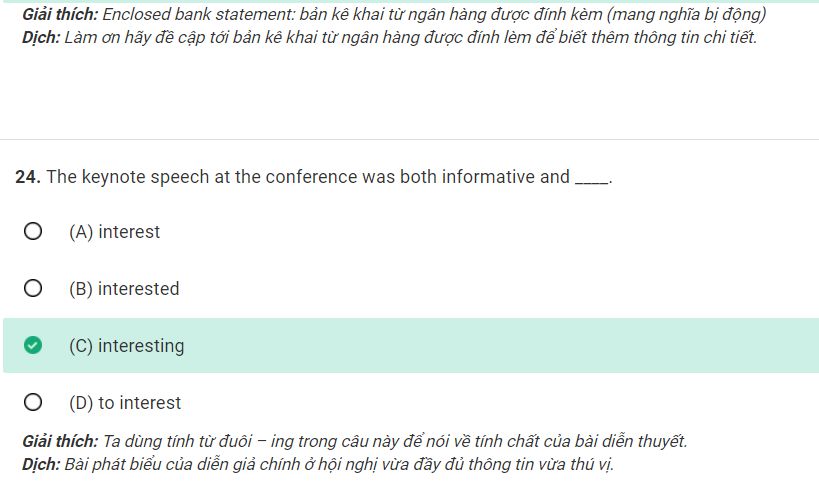 Giải thích: Enclosed bank statement: bản kê khai từ ngân hàng được đính kèm (mang nghĩa bị động)
Dịch: Làm ơn hãy đề cập tới bản kê khai từ ngân hàng được đính lèm để biết thêm thông tin chi tiết.
24. The keynote speech at the conference was both informative and ____.
(A) interest
(B) interested
(C) interesting
(D) to interest
Giải thích: Ta dùng tính từ đuôi – ing trong câu này để nói về tính chất của bài diễn thuyết.
Dịch: Bài phát biểu của diễn giả chính ở hội nghị vừa đầy đủ thông tin vừa thú vị.